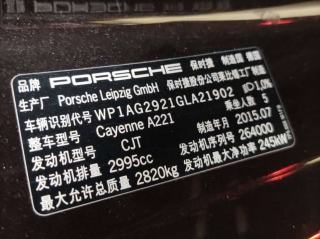 品牌 PORSCHE 保时捷 制造国 德国
生产厂 Porsche Leipzig GmbH 保时捷股份公司莱比锡工厂
车辆识别代号 WP1AG2921GLA21902
整车型号 Cayenne A221 乘坐人数 5
发动机型号 CJT 制造年月 2015.07
发动机排量 2995cc 发动机序列号 264000
最大允许总质量 2820kg 发动机最大净功率 245kW